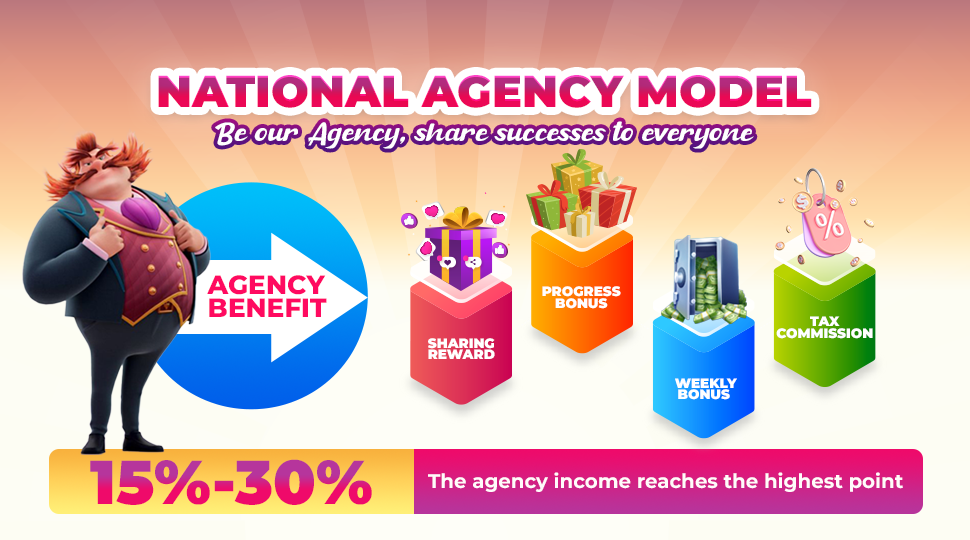 NATIONAL AGENCY MODEL
Be our Agency, share successes to everyone
AGENCY
BENEFIT
SHARING
REWARD
PROGRESS
BONUS
WEEKLY
BONUS
%
TAX
COMMISSION
15%-30%
The agency income reaches the highest point